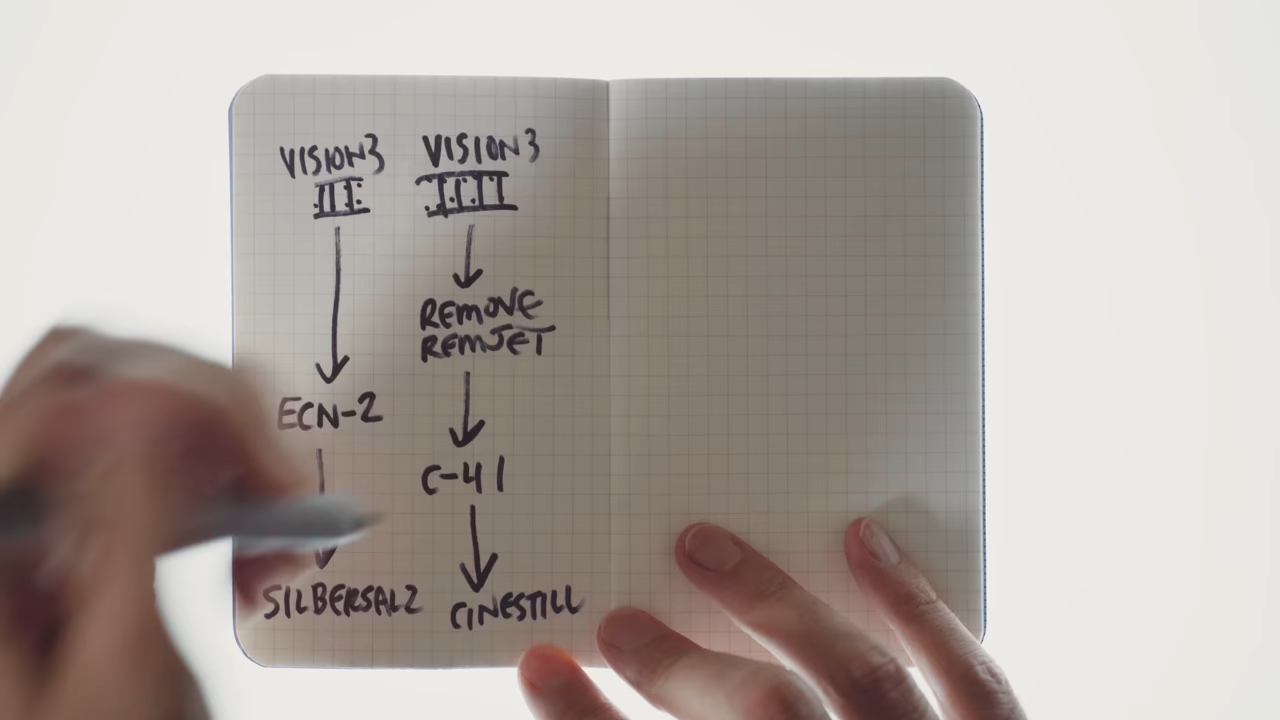 VISION3
ECN-2
SILBERSALZ
VISION3
REMOVE
REMJET
C-41
CINESTILL